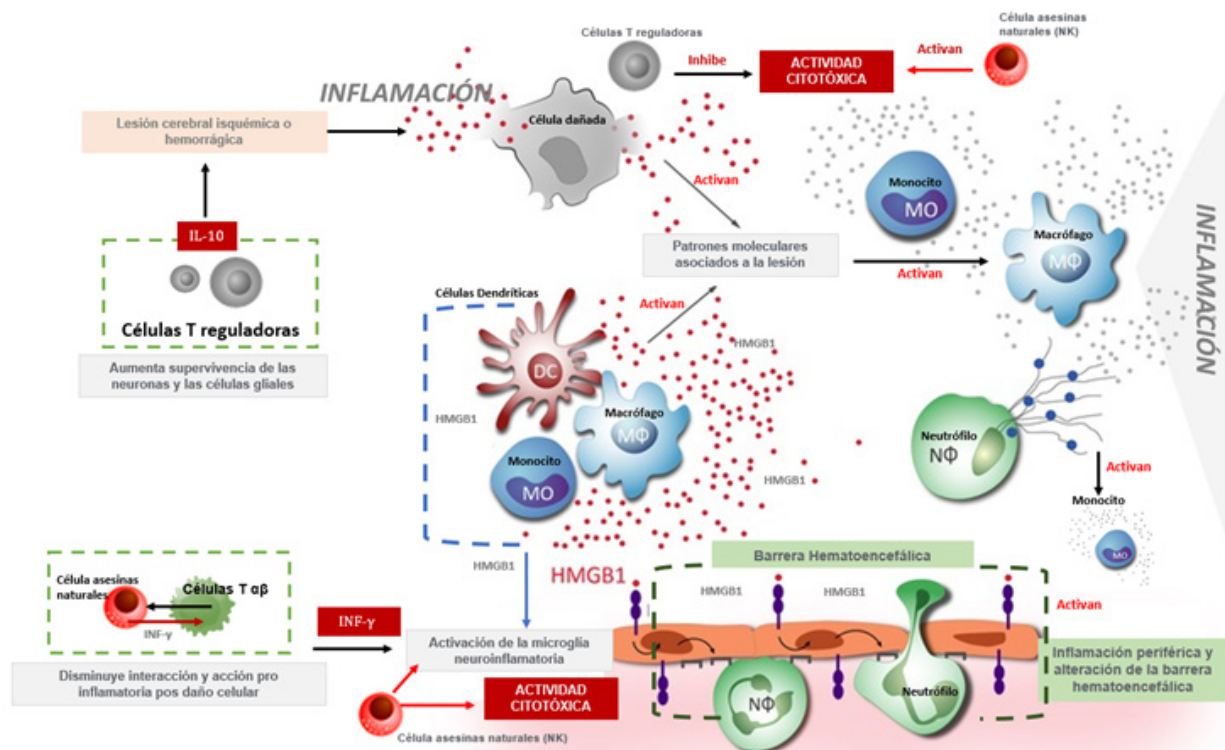 Células T reguladoras
Inhibe
ACTIVIDAD
CITOTÓXICA
Activan
Célula asesinas
naturales (NK)
INFLAMACIÓN
Lesión cerebral isquémica o
hemorrágica
Célula dañada
Activan
Monocito
MO
Macrófago
MΦ
INFLAMACIÓN
IL-10
Células T reguladoras
Aumenta supervivencia de las
neuronas y las células gliales
Patrones moleculares
asociados a la lesión
Activan
Células Dendríticas
Activan
DC
HMGB1
HMGB1
Macrófago
MΦ
Monocito
MO
HMGB1
Neutrófilo
NΦ
Activan
Monocito
MO
Barrera Hematoencefálica
HMGB1
HMGB1
HMGB1
HMGB1
Activan
Célula asesinas
naturales
Células T αβ
INF-γ
INF-γ
Disminuye interacción y acción pro
inflamatoria pos daño celular
Activación de la microglia
neuroinflamatoria
ACTIVIDAD
CITOTÓXICA
Célula asesinas naturales (NK)
NΦ
Neutrófilo
Inflamación periférica y
alteración de la barrera
hematoencefálica